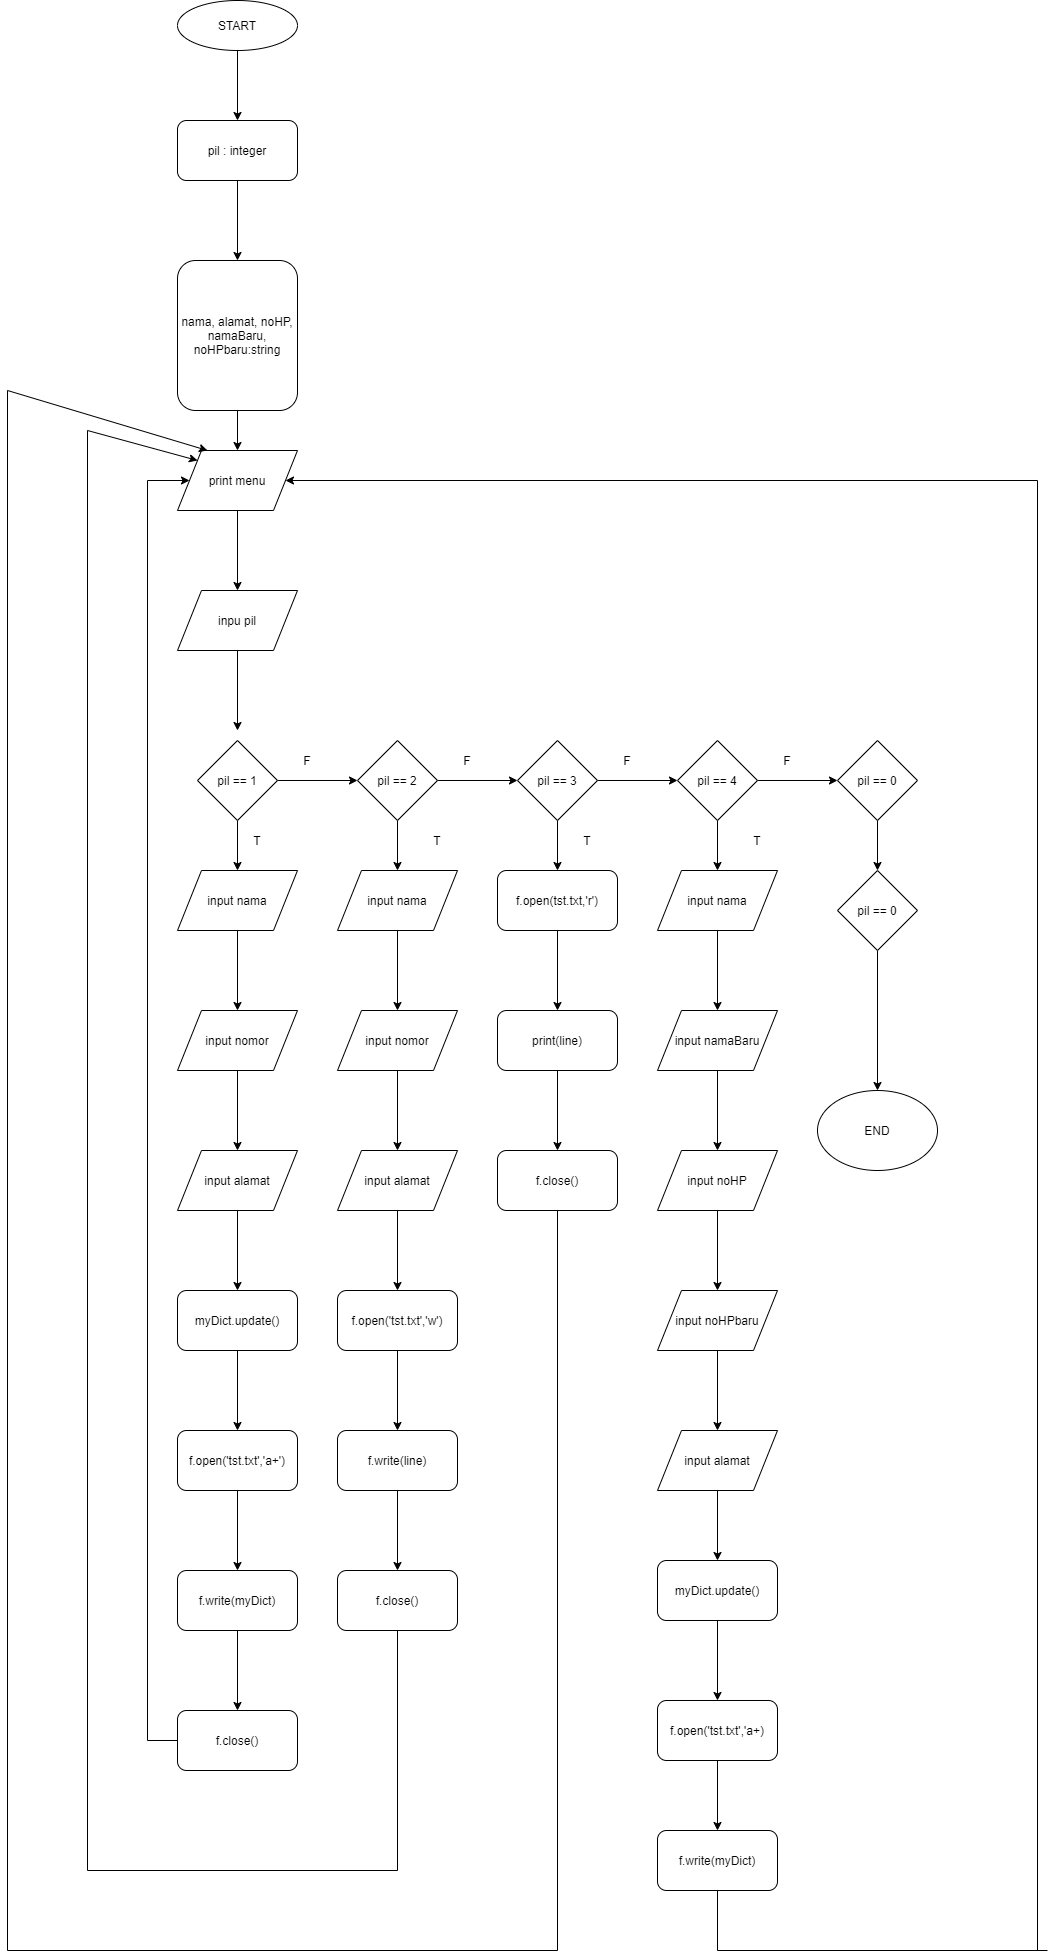 START
pil : integer
nama, alamat, noHP,
namaBaru,
noHPbaru:string
print menu
inpu pil
pil == 1
F
pil == 2
F
pil == 3
F
pil == 4
F
pil == 0
T
T
T
T
input nama
input nama
f.open(tst.txt,'r')
input nama
pil == 0
input nomor
input nomor
print(line)
input namaBaru
END
input alamat
input alamat
f.close()
input noHP
myDict.update()
f.open('tst.txt','w')
input noHPbaru
f.open('tst.txt','a+')
f.write(line)
input alamat
f.write(myDict)
f.close()
myDict.update()
f.close()
f.open('tst.txt','a+)
f.write(myDict)